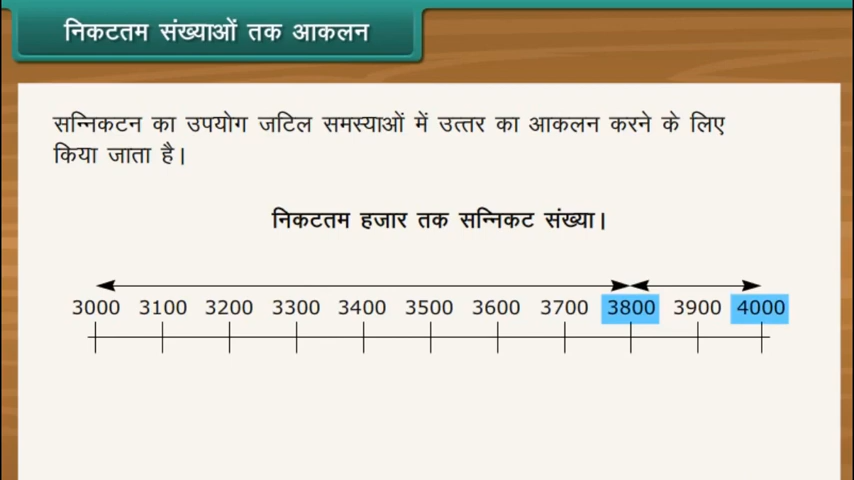 निकटतम संख्याओं तक आकलन
सन्निकटन का उपयोग जटिल समस्याओं में उत्तर का आकलन करने के लिए
किया जाता है।
निकटतम हजार तक सन्निकट संख्या।
3000 3100 3200 3300 3400 3500 3600 3700 3800 3900 4000